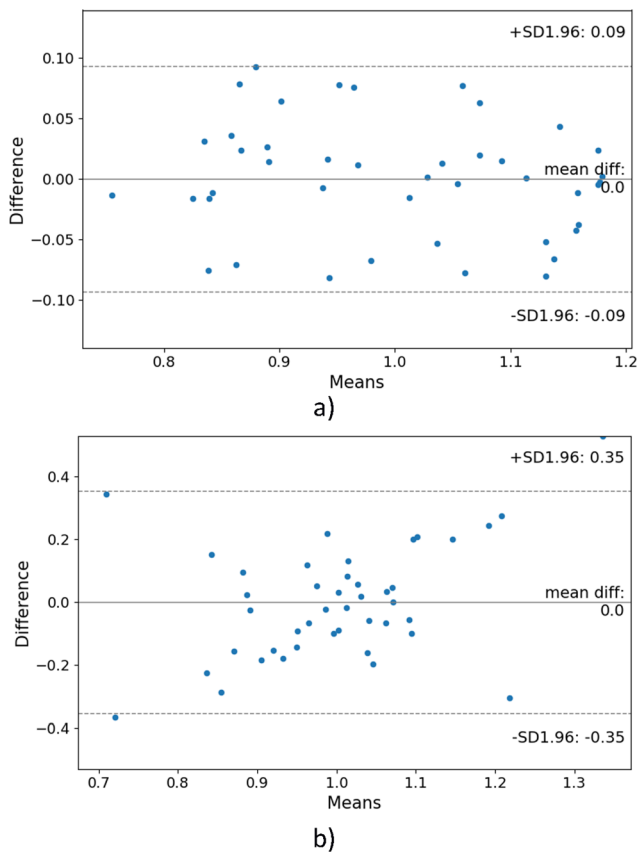 +SD1.96: 0.09
0.10
0.05
mean diff:
0.00
0.0
−0.05
−0.10
-SD1.96: -0.09
Difference
0.8 0.9 1.0 1.1 1.2
Means
a)
+SD1.96: 0.35
0.4
0.2
mean diff:
0.0
0.0
−0.2
−0.4
-SD1.96: -0.35
Difference
0.7 0.8 0.9 1.0 1.1 1.2 1.3
Means
b)